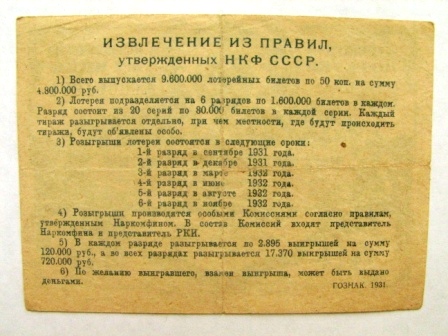 ИЗВЛЕЧЕНИЕ ИЗ ПРАВИЛ,
утвержденных НКФ СССР.
1) Всего выпускается 9.600.000 лотерейных билетов по 50 коп. на сумму
4.800.000 руб.
2) Лотерея подразделяется на 6 разрядов по 1.600.000 билетов в каждом.
Разряд состоит из 20 серий по 80.000 билетов в каждой серии. Каждый
тираж разыгрывается отдельно, при чем местности, где будут происходить
тиражи, будут об'явлены особо.
3) Розыгрыши лотереи состоятся в следующие сроки:
1-й разряд в сентябре 1931 года.
2-й разряд в декабре 1931 года.
3-й разряд в марте 1932 года.
4-й разряд в июне 1932 года.
5-й разряд в августе 1932 года.
6-й разряд в ноябре 1932 года.
4) Розыгрыши производятся особыми Комиссиями согласно правилам,
утвержденным Наркомфином. В состав Комиссий входят представитель
Наркомфина и представитель РКИ.
5) В каждом разряде разыгрывается по 2.895 выигрышей на сумму
120.000 руб., а во всех разрядах разыгрывается 17.370 выигрышей на сумму
720.000 руб.
6) По желанию выигравшего, взамен выигрыша, может быть выдано
деньгами.
ГОЗНАК. 1931.